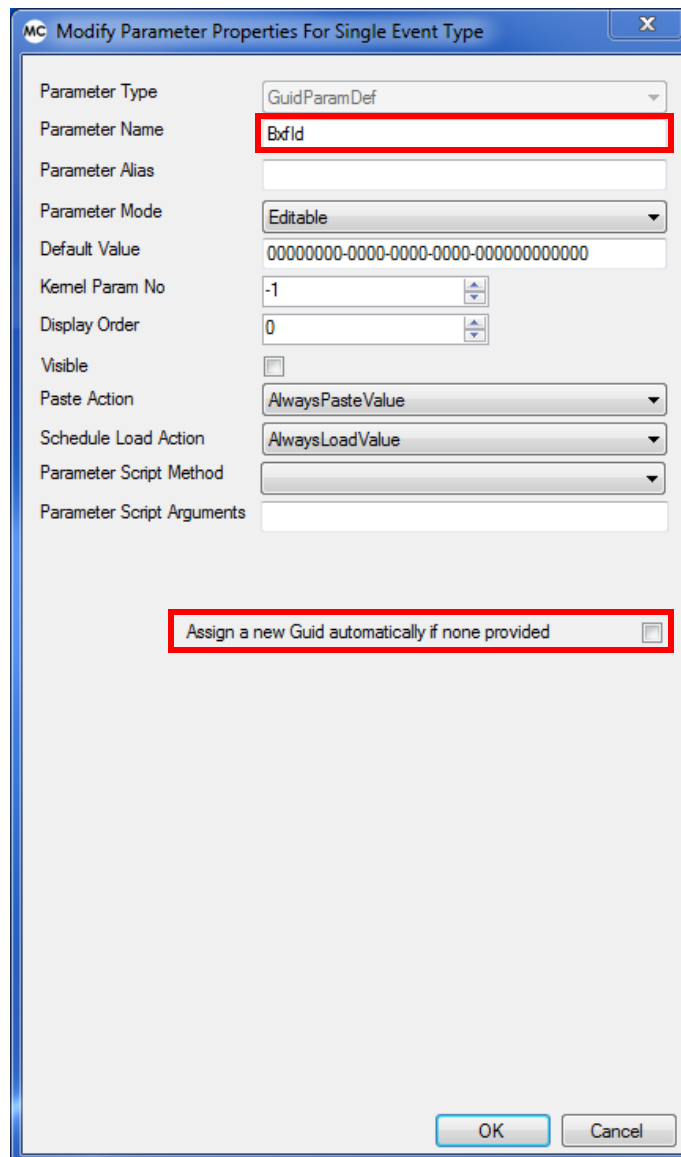 MC Modify Parameter Properties For Single Event Type X
Parameter Type GuidParamDef
Parameter Name BxfId
Parameter Alias
Parameter Mode Editable
Default Value 00000000-0000-0000-0000-000000000000
Kernel Param No -1
Display Order 0
Visible
Paste Action AlwaysPasteValue
Schedule Load Action AlwaysLoadValue
Parameter Script Method
Parameter Script Arguments
Assign a new Guid automatically if none provided
OK Cancel